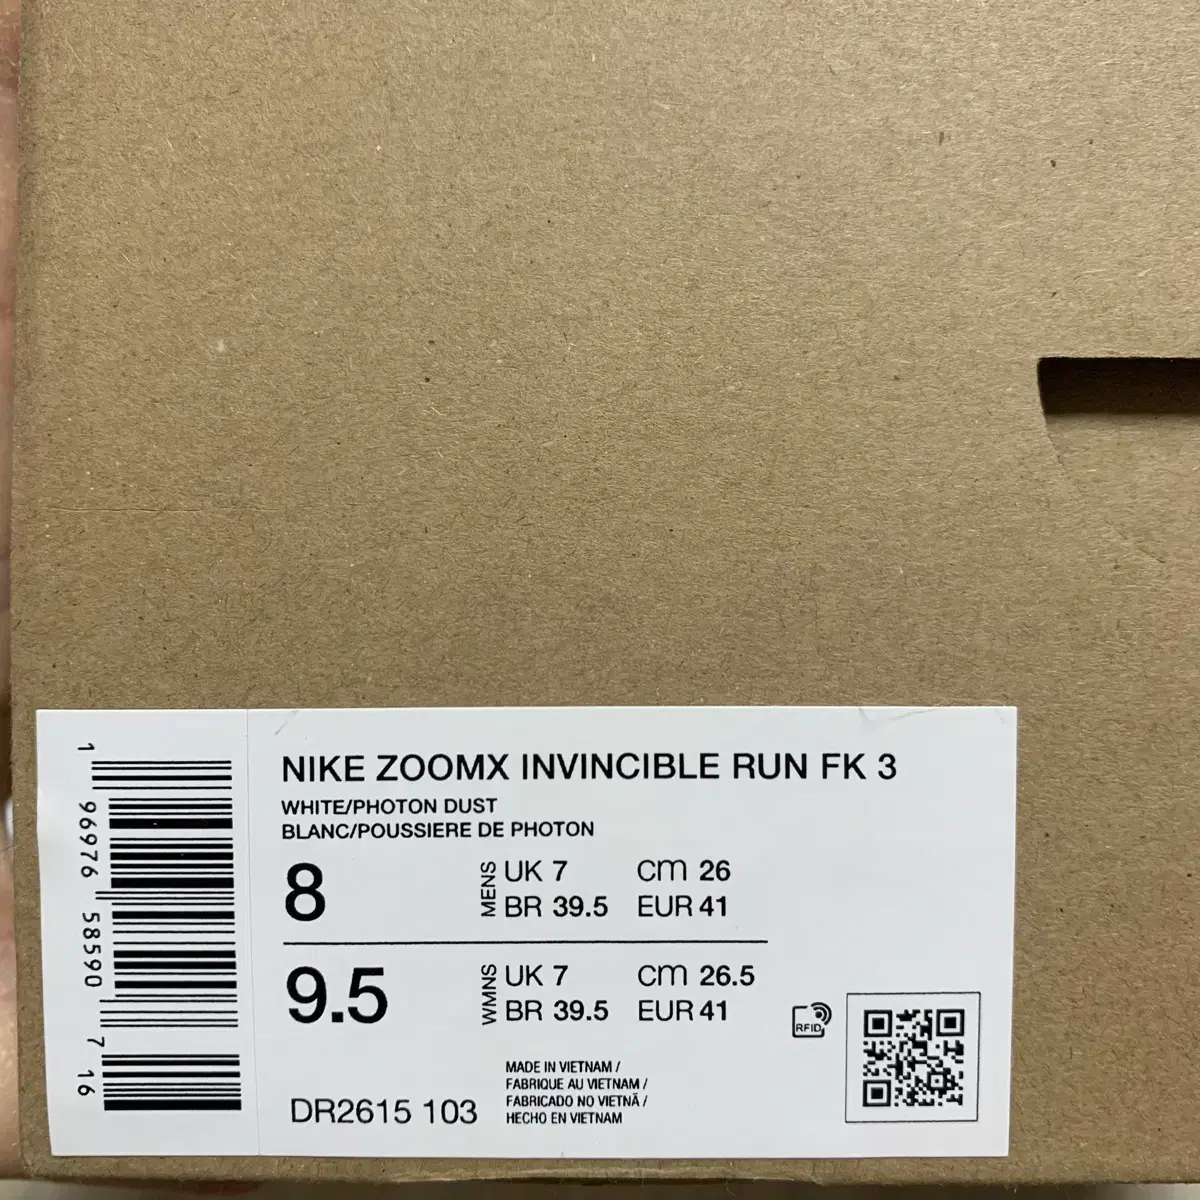 NIKE ZOOMX INVINCIBLE RUN FK 3
WHITE/PHOTON DUST
BLANC/POUSSIERE DE PHOTON
8
MENS
UK 7 CM 26
BR 39.5 EUR 41
9.5
WMNS
UK 7 CM 26.5
BR 39.5 EUR 41
RFID
MADE IN VIETNAM /
FABRIQUE AU VIETNAM /
FABRICADO NO VIETNÃ /
HECHO EN VIETNAM
DR2615 103
1 96976 58590 7 16